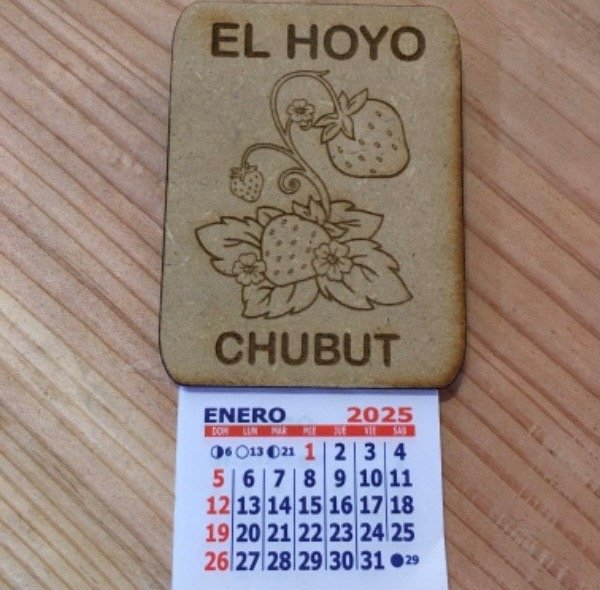 EL HOYO
CHUBUT
ENERO 2025
DOM LUN MAR MIE JUE VIE SAB
6 13 21 1 2 3 4
5 6 7 8 9 10 11
12 13 14 15 16 17 18
19 20 21 22 23 24 25
26 27 28 29 30 31 29